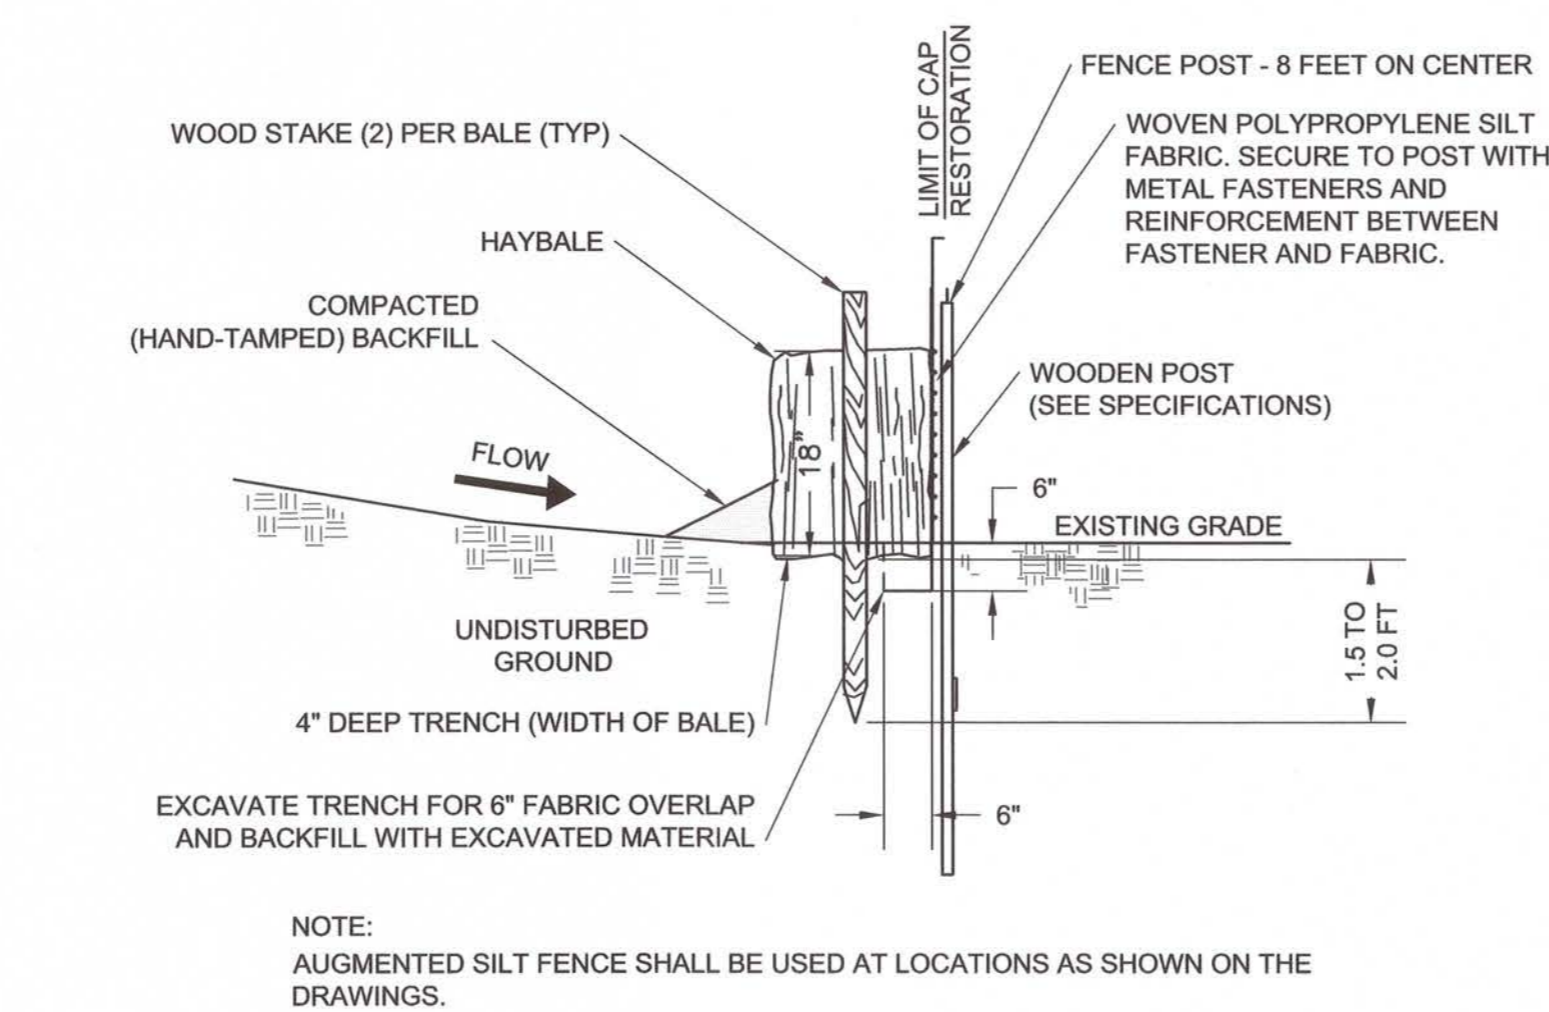 LIMIT OF CAP
RESTORATION
FENCE POST - 8 FEET ON CENTER
WOOD STAKE (2) PER BALE (TYP)
WOVEN POLYPROPYLENE SILT
FABRIC. SECURE TO POST WITH
METAL FASTENERS AND
REINFORCEMENT BETWEEN
FASTENER AND FABRIC.
HAYBALE
COMPACTED
(HAND-TAMPED) BACKFILL
WOODEN POST
(SEE SPECIFICATIONS)
FLOW
18"
6"
EXISTING GRADE
UNDISTURBED
GROUND
1.5 TO
2.0 FT
4" DEEP TRENCH (WIDTH OF BALE)
EXCAVATE TRENCH FOR 6" FABRIC OVERLAP
AND BACKFILL WITH EXCAVATED MATERIAL
6"
NOTE:
AUGMENTED SILT FENCE SHALL BE USED AT LOCATIONS AS SHOWN ON THE
DRAWINGS.